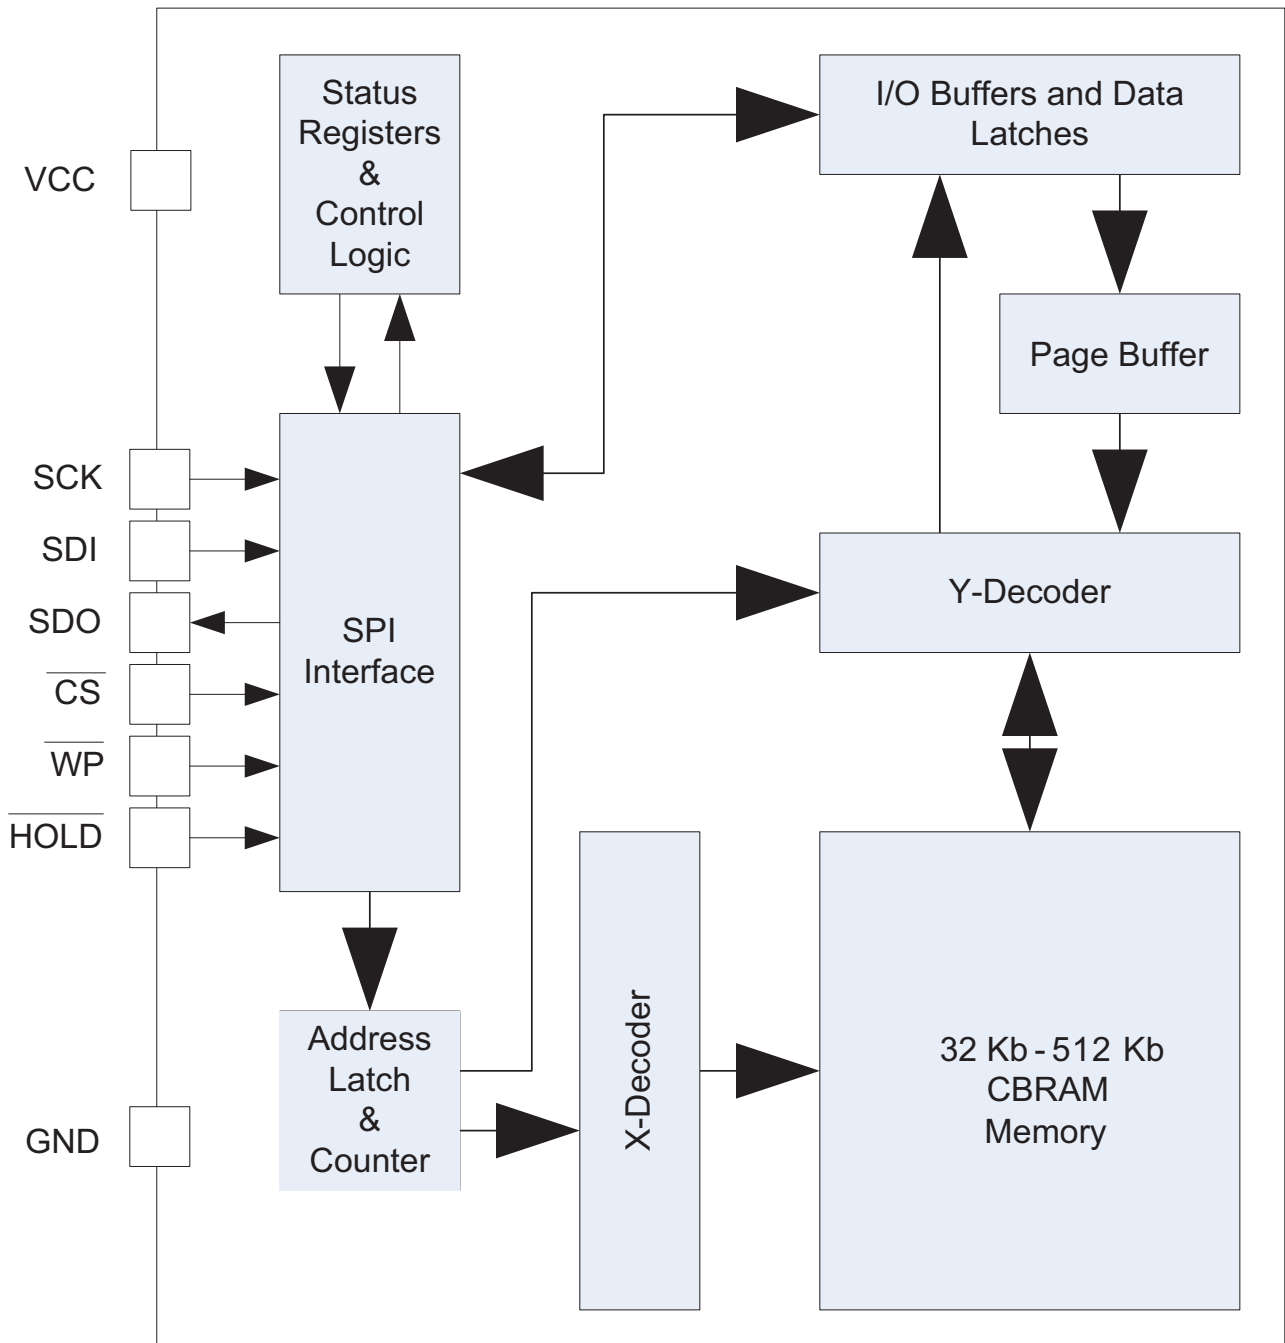 Status
Registers
&
Control
Logic
I/O Buffers and Data
Latches
VCC
Page Buffer
SCK
SDI
SDO
CS
WP
HOLD
SPI
Interface
Y-Decoder
Address
Latch
&
Counter
X-Decoder
32 Kb - 512 Kb
CBRAM
Memory
GND